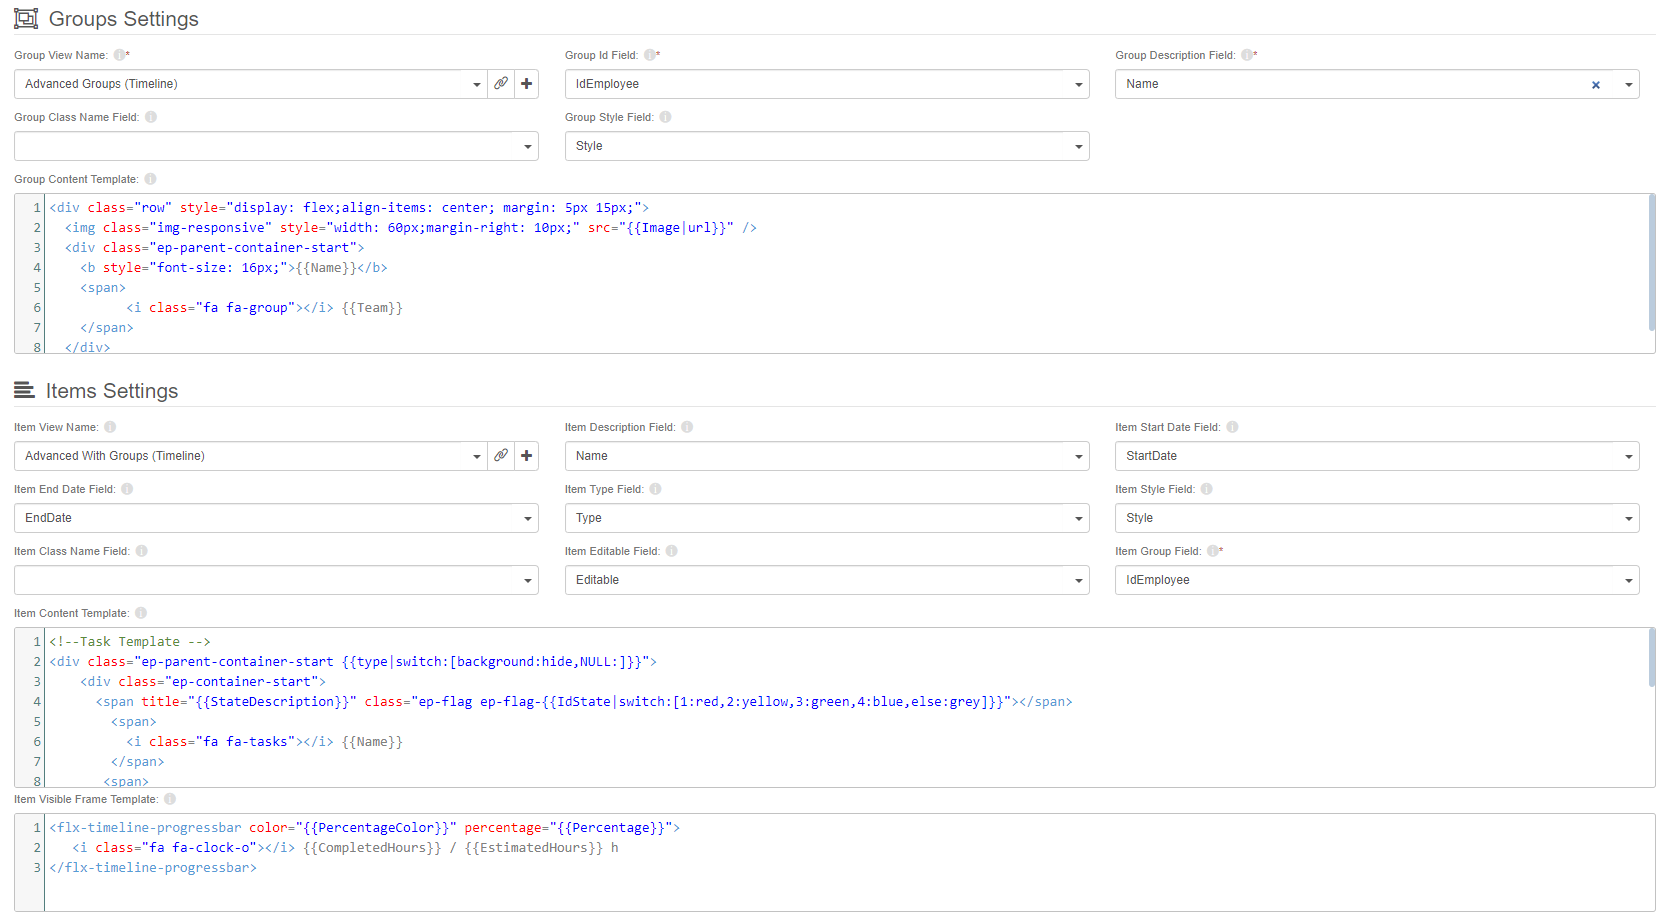 Groups Settings
Group View Name: *
Group Id Field: *
Group Description Field: *
Advanced Groups (Timeline)
IdEmployee
Name
Group Class Name Field:
Group Style Field:
Style
Group Content Template:
1 <div class="row" style="display: flex;align-items: center; margin: 5px 15px;">
2 <img class="img-responsive" style="width: 60px;margin-right: 10px;" src="{{Image|url}}" />
3 <div class="ep-parent-container-start">
4 <b style="font-size: 16px;">{{Name}}</b>
5 <span>
6 <i class="fa fa-group"></i> {{Team}}
7 </span>
8 </div>
Items Settings
Item View Name:
Item Description Field:
Item Start Date Field:
Advanced With Groups (Timeline)
Name
StartDate
Item End Date Field:
Item Type Field:
Item Style Field:
EndDate
Type
Style
Item Class Name Field:
Item Editable Field:
Item Group Field: *
Editable
IdEmployee
Item Content Template:
1 <!--Task Template -->
2 <div class="ep-parent-container-start {{type|switch:[background:hide,NULL:]}}">
3 <div class="ep-container-start">
4 <span title="{{StateDescription}}" class="ep-flag ep-flag-{{IdState|switch:[1:red,2:yellow,3:green,4:blue,else:grey]}}"></span>
5 <span>
6 <i class="fa fa-tasks"></i> {{Name}}
7 </span>
8 <span>
Item Visible Frame Template:
1 <flx-timeline-progressbar color="{{PercentageColor}}" percentage="{{Percentage}}">
2 <i class="fa fa-clock-o"></i> {{CompletedHours}} / {{EstimatedHours}} h
3 </flx-timeline-progressbar>